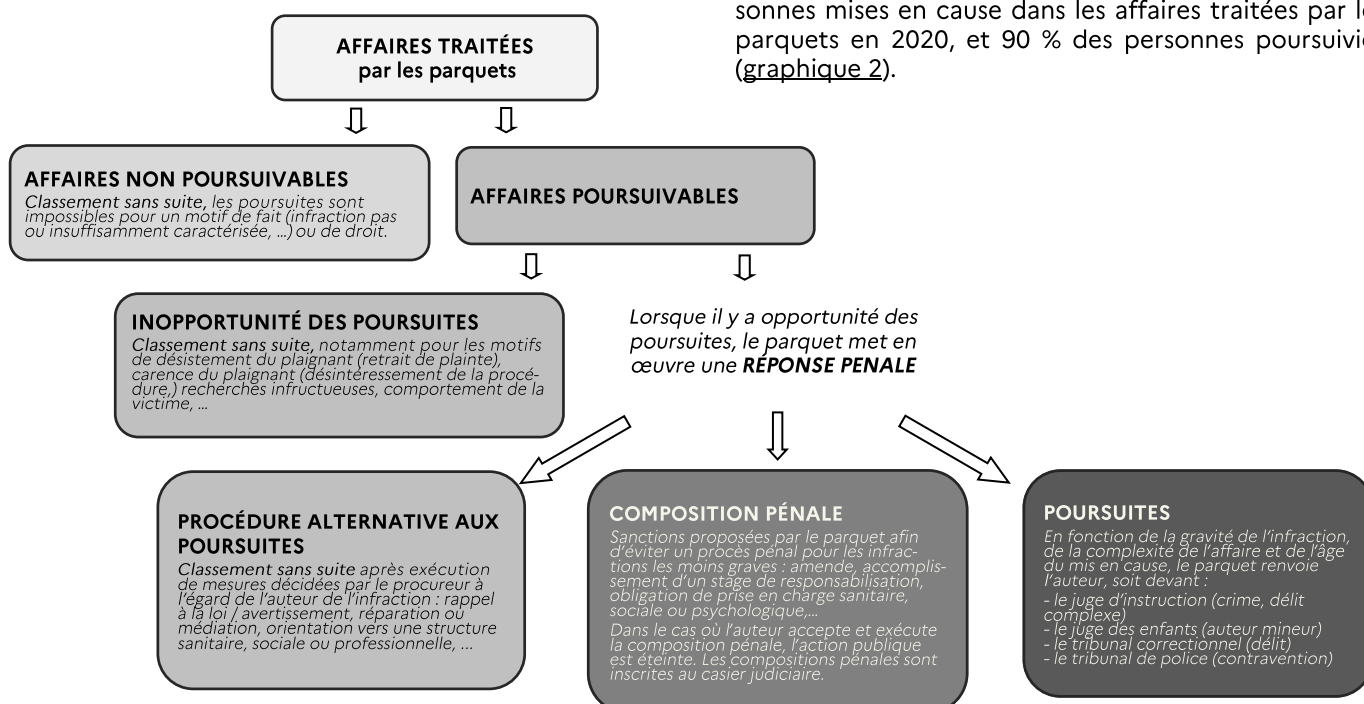 sonnes mises en cause dans les affaires traitées par
parquets en 2020, et 90 % des personnes
(graphique 2).
AFFAIRES TRAITÉES
par les parquets
AFFAIRES NON POURSUIVABLES
Classement sans suite, les poursuites sont
impossibles pour un motif de fait (infraction pas
ou insuffisamment caractérisée, ...) ou de droit.
AFFAIRES POURSUIVABLES
INOPPORTUNITÉ DES POURSUITES
Classement sans suite, notamment pour les motifs
de désistement du plaignant (retrait de plainte),
carence du plaignant (désintéressement de la procé-
dure,) recherches infructueuses, comportement de la
victime, ...
Lorsque il y a opportunité des
poursuites, le parquet met en
œuvre une RÉPONSE PENALE
PROCÉDURE ALTERNATIVE AUX
POURSUITES
Classement sans suite après exécution
de mesures décidées par le procureur à
l'égard de l'auteur de l'infraction : rappel
à la loi / avertissement, réparation ou
médiation, orientation vers une structure
sanitaire, sociale ou professionnelle, ...
COMPOSITION PÉNALE
Sanctions proposées par le parquet afin
d'éviter un procès pénal pour les infrac-
tions les moins graves : amende, accomplis-
sement d'un stage de responsabilisation,
obligation de prise en charge sanitaire,
sociale ou psychologique,...
Dans le cas où l'auteur accepte et exécute
la composition pénale, l'action publique
est éteinte. Les compositions pénales sont
inscrites au casier judiciaire.
POURSUITES
En fonction de la gravité de l'infraction,
de la complexité de l'affaire et de l'âge
du mis en cause, le parquet renvoie
l'auteur, soit devant :
- le juge d'instruction (crime, délit
complexe)
- le juge des enfants (auteur mineur)
- le tribunal correctionnel (délit)
- le tribunal de police (contravention)